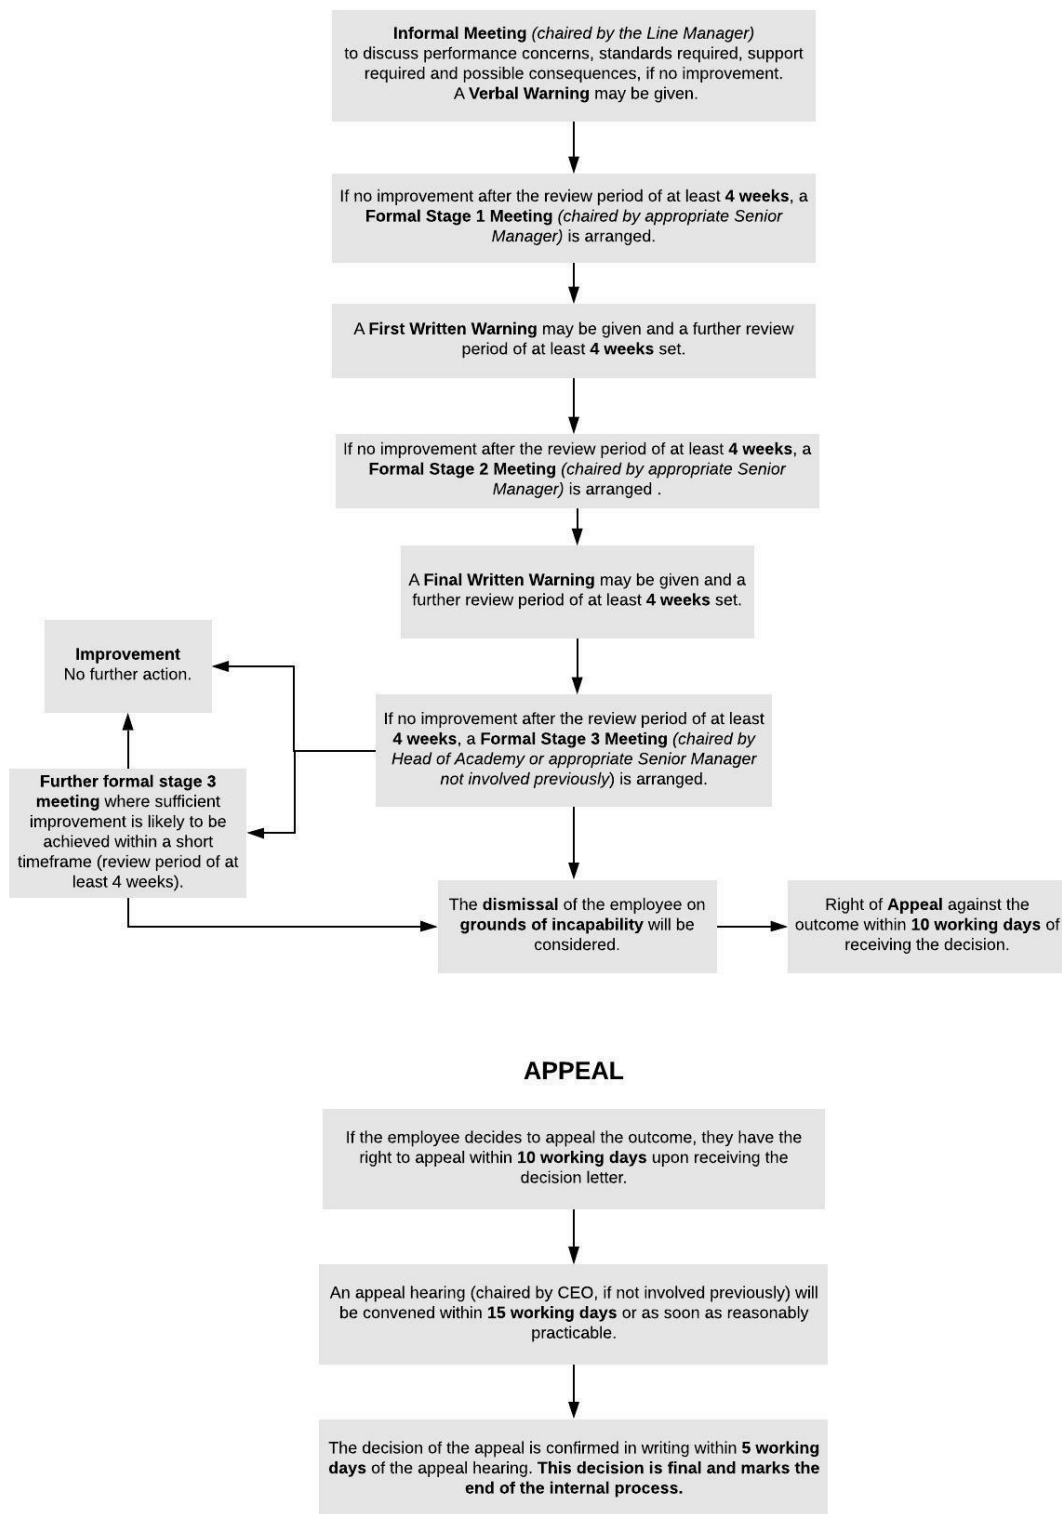 Informal Meeting (chaired by the Line Manager)
to discuss performance concerns, standards required, support
required and possible consequences, if no improvement.
A Verbal Warning may be given.
If no improvement after the review period of at least 4 weeks, a
Formal Stage 1 Meeting (chaired by appropriate Senior
Manager) is arranged.
A First Written Warning may be given and a further review
period of at least 4 weeks set.
If no improvement after the review period of at least 4 weeks, a
Formal Stage 2 Meeting (chaired by appropriate Senior
Manager) is arranged .
A Final Written Warning may be given and a
further review period of at least 4 weeks set.
If no improvement after the review period of at least
4 weeks, a Formal Stage 3 Meeting (chaired by
Head of Academy or appropriate Senior Manager
not involved previously) is arranged.
Improvement
No further action.
Further formal stage 3
meeting where sufficient
improvement is likely to be
achieved within a short
timeframe (review period of at
least 4 weeks).
The dismissal of the employee on
grounds of incapability will be
considered.
Right of Appeal against the
outcome within 10 working days of
receiving the decision.
APPEAL
If the employee decides to appeal the outcome, they have the
right to appeal within 10 working days upon receiving the
decision letter.
An appeal hearing (chaired by CEO, if not involved previously) will
be convened within 15 working days or as soon as reasonably
practicable.
The decision of the appeal is confirmed in writing within 5 working
days of the appeal hearing. This decision is final and marks the
end of the internal process.